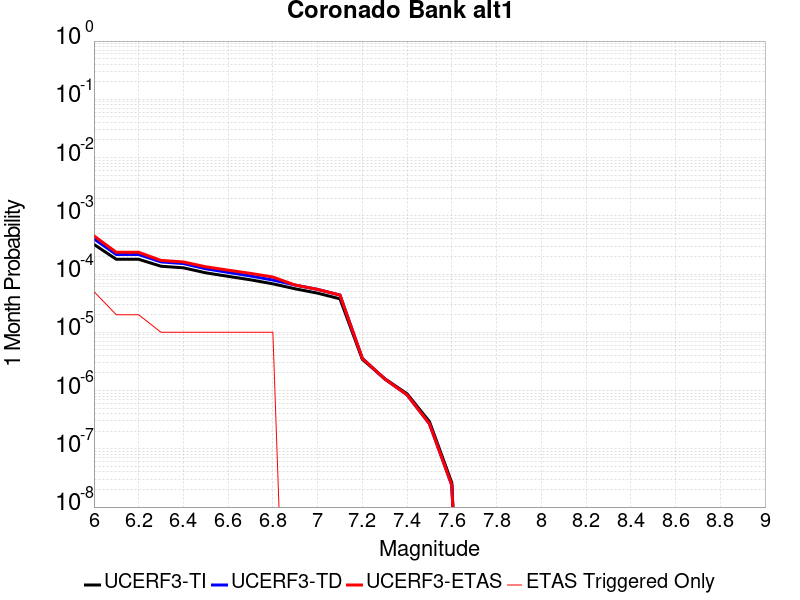 Coronado Bank alt1
10^0
10^-1
10^-2
10^-3
10^-4
10^-5
10^-6
10^-7
10^-8
1 Month Probability
6 6.2 6.4 6.6 6.8 7 7.2 7.4 7.6 7.8 8 8.2 8.4 8.6 8.8 9
Magnitude
UCERF3-TI UCERF3-TD UCERF3-ETAS ETAS Triggered Only